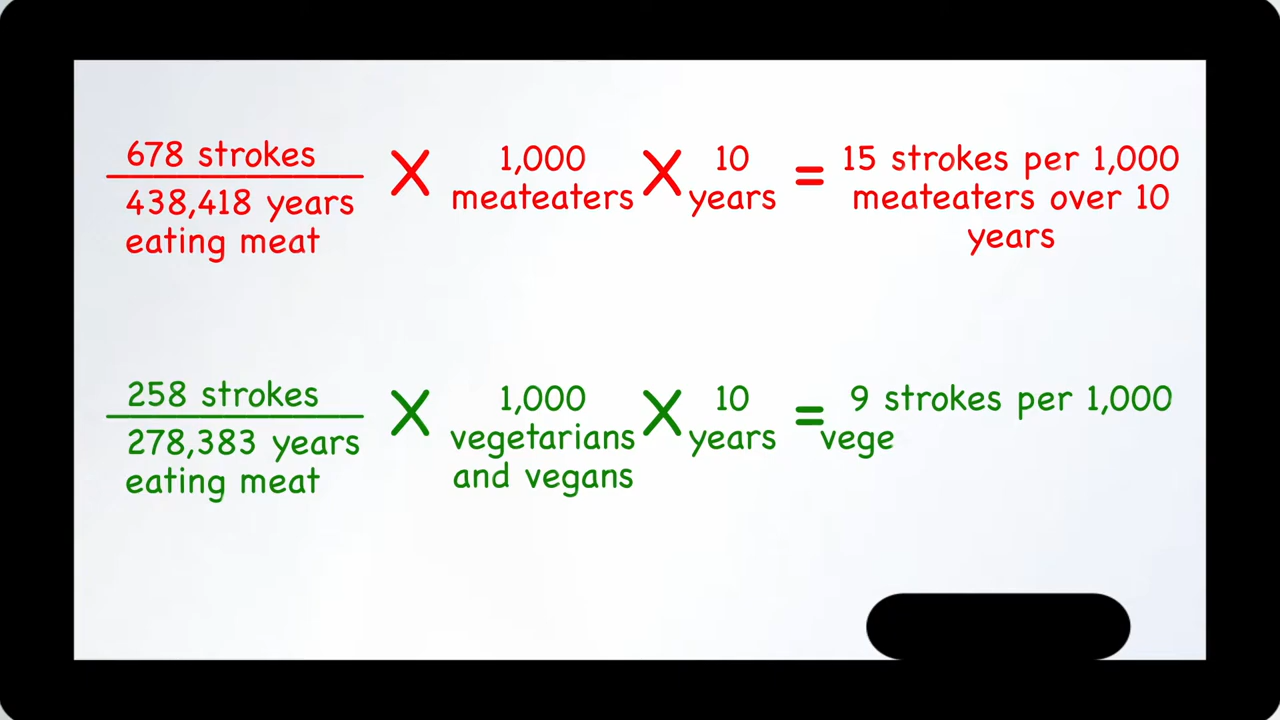 678 strokes
438,418 years
eating meat
X
1,000
meateaters
X
10
years
=
15 strokes per 1,000
meateaters over 10
years
258 strokes
278,383 years
eating meat
X
1,000
vegetarians
and vegans
X
10
years
=
9 strokes per 1,000
vege